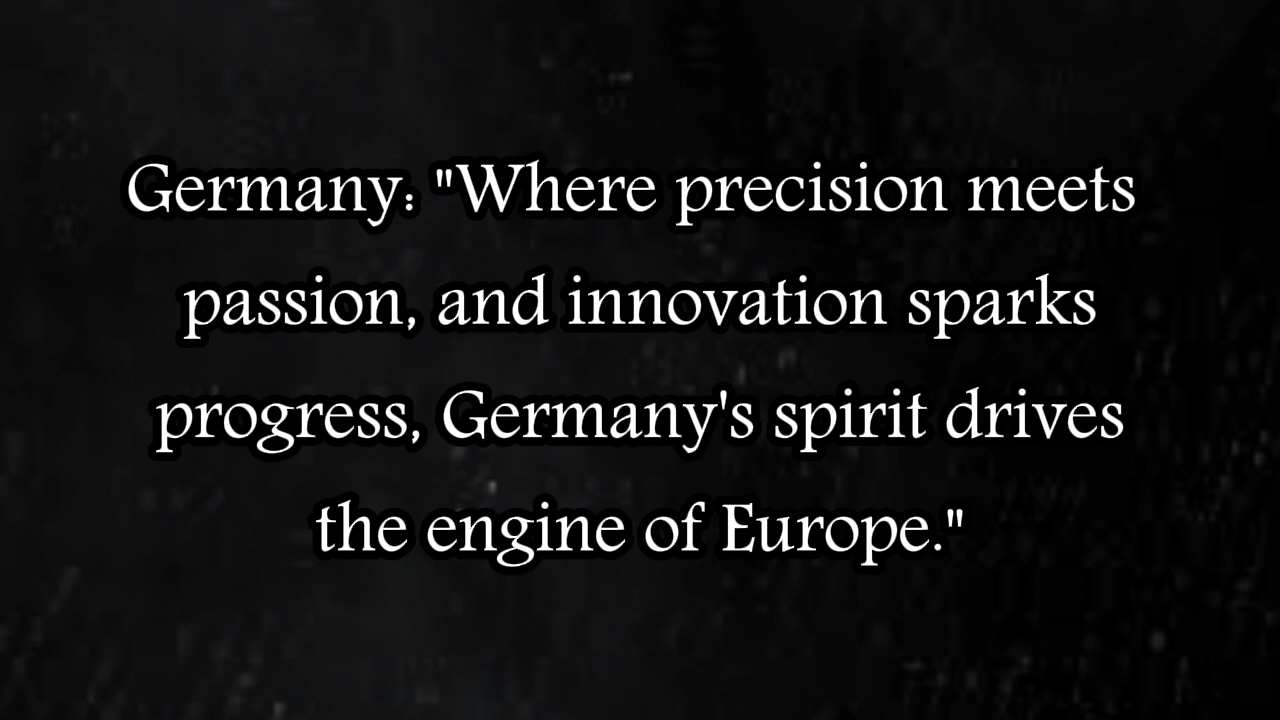 Germany: "Where precision meets
passion, and innovation sparks
progress, Germany's spirit drives
the engine of Europe."